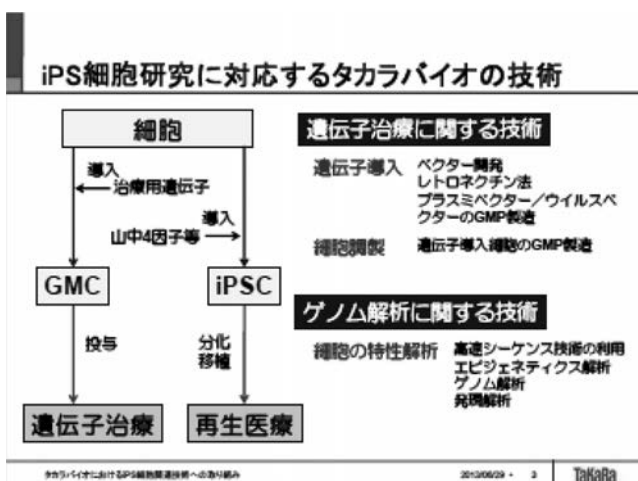 iPS細胞研究に対応するタカラバイオの技術
細胞
導入
治療用遺伝子
導入
山中4因子等
GMC
iPSC
投与
分化
移植
遺伝子治療
再生医療
遺伝子治療に関する技術
遺伝子導入
ベクター開発
レトロネクチン法
プラスミベクター/ウイルスベ
クターのGMP製造
細胞調製
遺伝子導入細胞のGMP製造
ゲノム解析に関する技術
細胞の特性解析
高速シーケンス技術の利用
エピジェネティクス解析
ゲノム解析
発現解析
タカラバイオにおけるiPS細胞関連技術への取り組み
3
TaKaRa